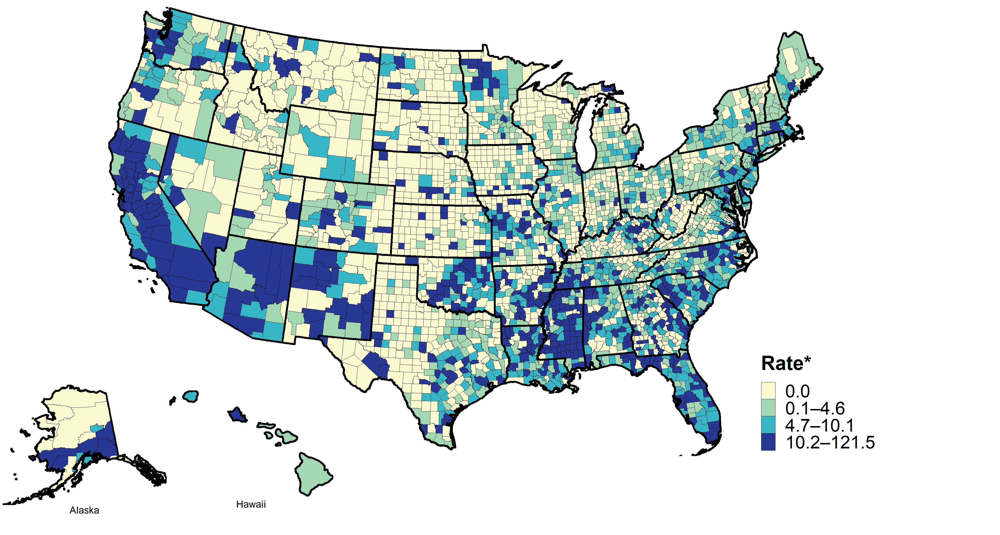 Rate*
0.0
0.1–4.6
4.7–10.1
10.2–121.5
Alaska
Hawaii